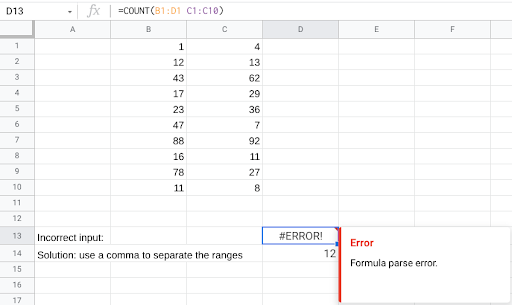 D13 fx =COUNT(B1:D1 C1:C10)
A B C D E F
1 1 4
2 12 13
3 43 62
4 17 29
5 23 36
6 47 7
7 88 92
8 16 11
9 78 27
10 11 8
11
12
13 Incorrect input: #ERROR! Error
14 Solution: use a comma to separate the ranges 12 Formula parse error.
15
16
17